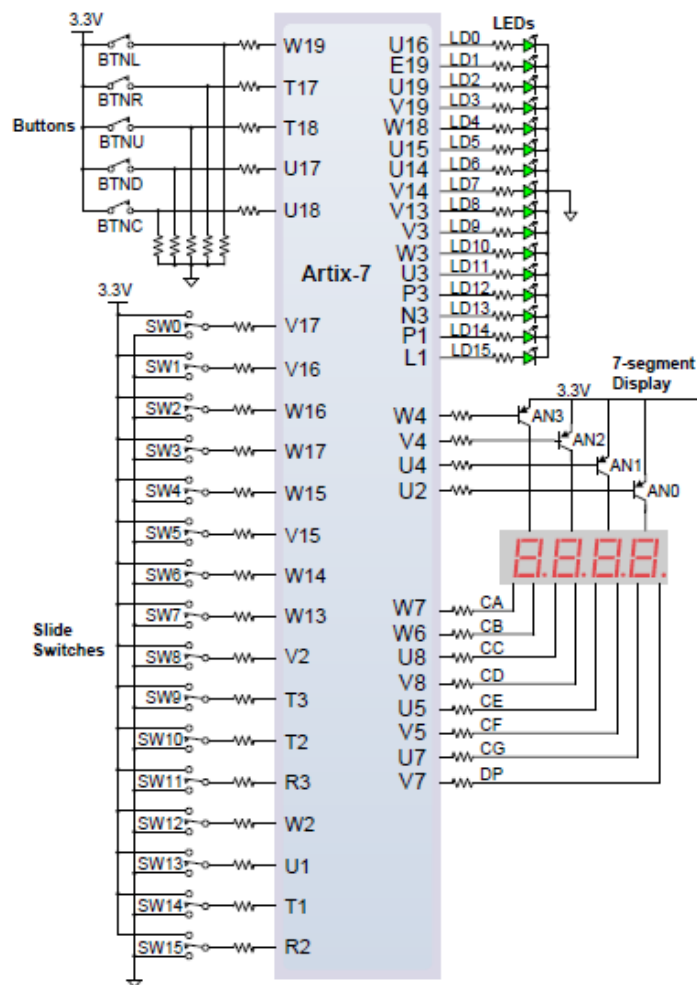 3.3V
BTNL
W19
BTNR
T17
Buttons
BTNU
T18
BTND
U17
BTNC
U18
LEDs
U16 LD0
E19 LD1
U19 LD2
V19 LD3
W18 LD4
U15 LD5
U14 LD6
V14 LD7
V13 LD8
V3 LD9
W3 LD10
U3 LD11
P3 LD12
N3 LD13
P1 LD14
L1 LD15
Artix-7
3.3V
SW0 V17
SW1 V16
SW2 W16
SW3 W17
SW4 W15
SW5 V15
SW6 W14
SW7 W13
Slide
Switches
SW8 V2
SW9 T3
SW10 T2
SW11 R3
SW12 W2
SW13 U1
SW14 T1
SW15 R2
7-segment
Display
3.3V
W4 AN3
V4 AN2
U4 AN1
U2 AN0
8.8.8.8.
W7 CA
W6 CB
U8 CC
V8 CD
U5 CE
V5 CF
U7 CG
V7 DP